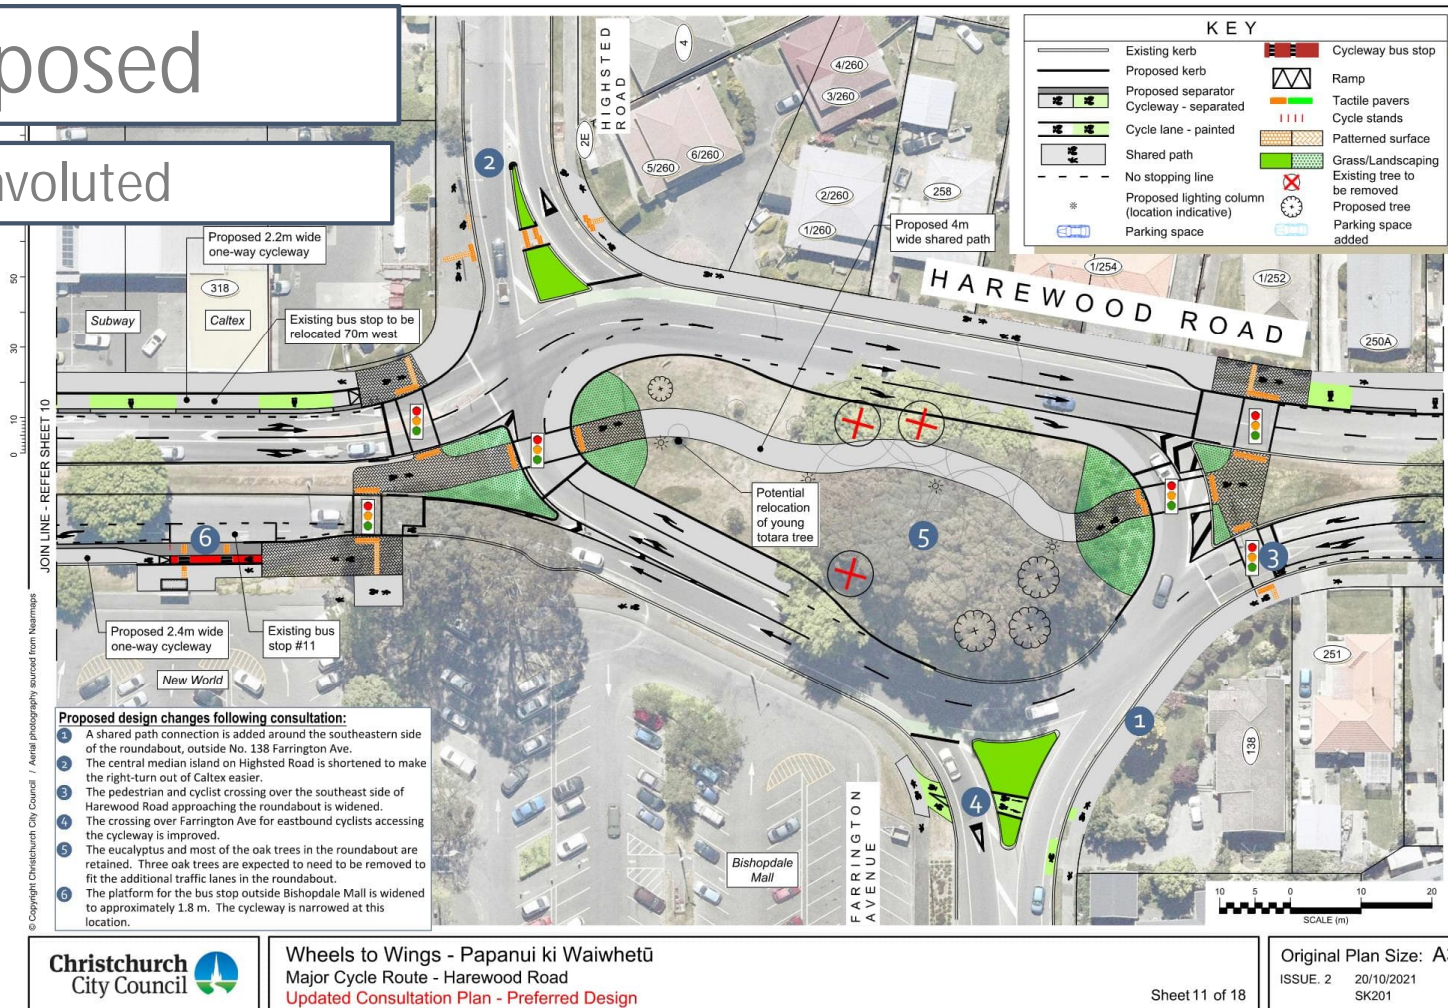 posed
nvoluted
KEY
Existing kerb
Proposed kerb
Proposed separator
Cycleway - separated
Cycle lane - painted
Shared path
No stopping line
Proposed lighting column
(location indicative)
Parking space
Cycleway bus stop
Ramp
Tactile pavers
Cycle stands
Patterned surface
Grass/Landscaping
Existing tree to
be removed
Proposed tree
Parking space
added
HIGHSTED
ROAD
4
2E
4/260
3/260
5/260
6/260
2/260
1/260
258
1/254
1/252
250A
2
Proposed 4m
wide shared path
HAREWOOD ROAD
Proposed 2.2m wide
one-way cycleway
318
Subway
Caltex
Existing bus stop to be
relocated 70m west
50
30
10
0
JOIN LINE - REFER SHEET 10
Potential
relocation
of young
totara tree
5
6
3
Proposed 2.4m wide
one-way cycleway
Existing bus
stop #11
New World
251
138
1
4
Bishopdale
Mall
FARRINGTON
AVENUE
Proposed design changes following consultation:
1 A shared path connection is added around the southeastern side
of the roundabout, outside No. 138 Farrington Ave.
2 The central median island on Highsted Road is shortened to make
the right-turn out of Caltex easier.
3 The pedestrian and cyclist crossing over the southeast side of
Harewood Road approaching the roundabout is widened.
4 The crossing over Farrington Ave for eastbound cyclists accessing
the cycleway is improved.
5 The eucalyptus and most of the oak trees in the roundabout are
retained. Three oak trees are expected to need to be removed to
fit the additional traffic lanes in the roundabout.
6 The platform for the bus stop outside Bishopdale Mall is widened
to approximately 1.8 m. The cycleway is narrowed at this
location.
© Copyright Christchurch City Council / Aerial photography sourced from Nearmaps
10 5 0 10 20
SCALE (m)
Christchurch
City Council
Wheels to Wings - Papanui ki Waiwhetū
Major Cycle Route - Harewood Road
Updated Consultation Plan - Preferred Design
Sheet 11 of 18
Original Plan Size: A3
ISSUE. 2 20/10/2021
SK201